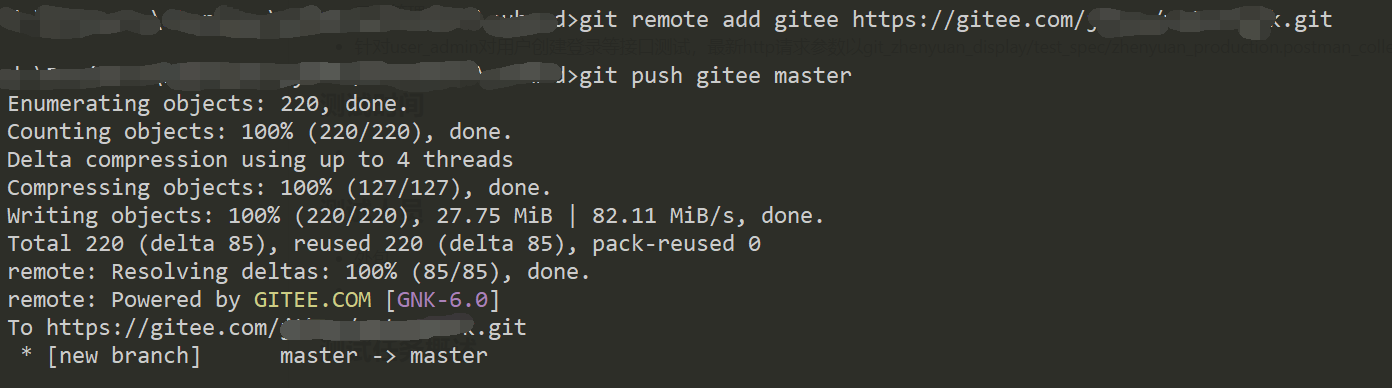 >git remote add gitee https://gitee.com/j k.git
d>git push gitee master
Enumerating objects: 220, done.
Counting objects: 100% (220/220), done.
Delta compression using up to 4 threads
Compressing objects: 100% (127/127), done.
Writing objects: 100% (220/220), 27.75 MiB | 82.11 MiB/s, done.
Total 220 (delta 85), reused 220 (delta 85), pack-reused 0
remote: Resolving deltas: 100% (85/85), done.
remote: Powered by GITEE.COM [GNK-6.0]
To https://gitee.com/ .git
* [new branch] master -> master